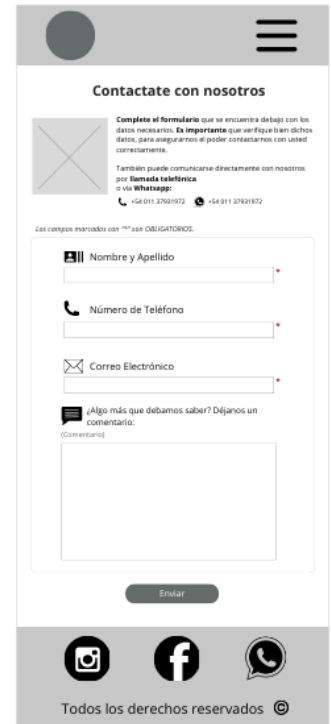 Contactate con nosotros
Complete el formulario que se encuentra debajo con los
datos necesarios. Es importante que verifique bien dichos
datos, para asegurarnos el poder contactarnos con usted
correctamente.
También puede comunicarse directamente con nosotros
por llamada telefónica
o via Whatsapp:
+54 011 37931972 +54 011 37931972
Los campos marcados con "*" son OBLIGATORIOS.
Nombre y Apellido
*
Número de Teléfono
*
Correo Electrónico
*
¿Algo más que debamos saber? Déjanos un
comentario:
(Comentario)
Enviar
Todos los derechos reservados ©